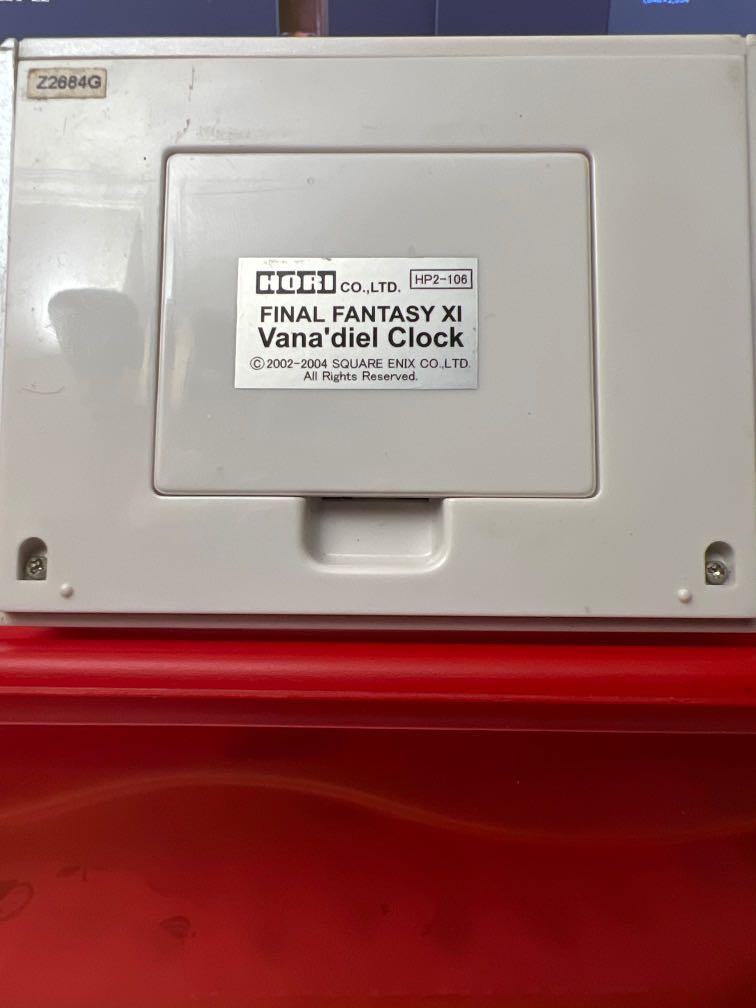 Z2684G
HORI CO.,LTD. HP2-106
FINAL FANTASY XI
Vana'diel Clock
Ⓒ2002-2004 SQUARE ENIX CO.,LTD.
All Rights Reserved.